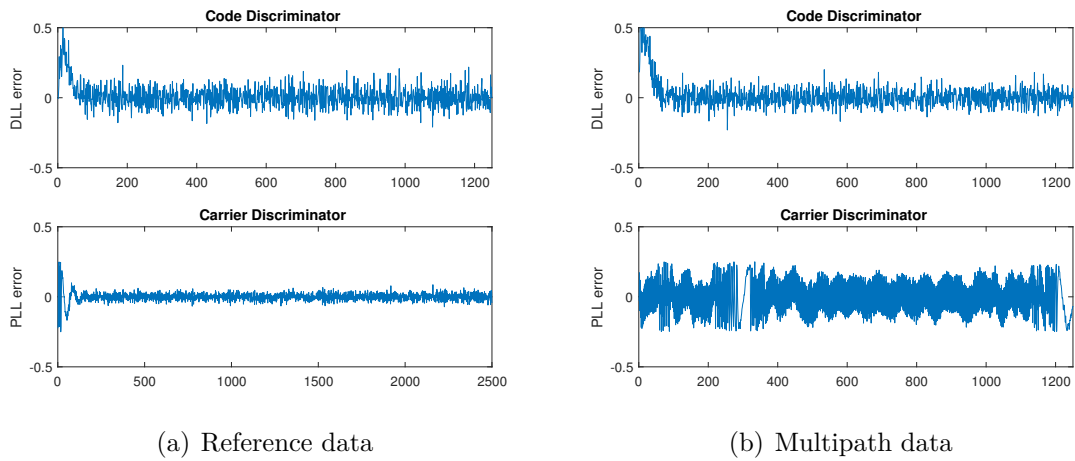 Code Discriminator
0.5
0
-0.5
DLL error
0 200 400 600 800 1000 1200
Carrier Discriminator
0.5
0
-0.5
PLL error
0 500 1000 1500 2000 2500
(a) Reference data
Code Discriminator
0.5
0
-0.5
DLL error
0 200 400 600 800 1000 1200
Carrier Discriminator
0.5
0
-0.5
PLL error
0 200 400 600 800 1000 1200
(b) Multipath data